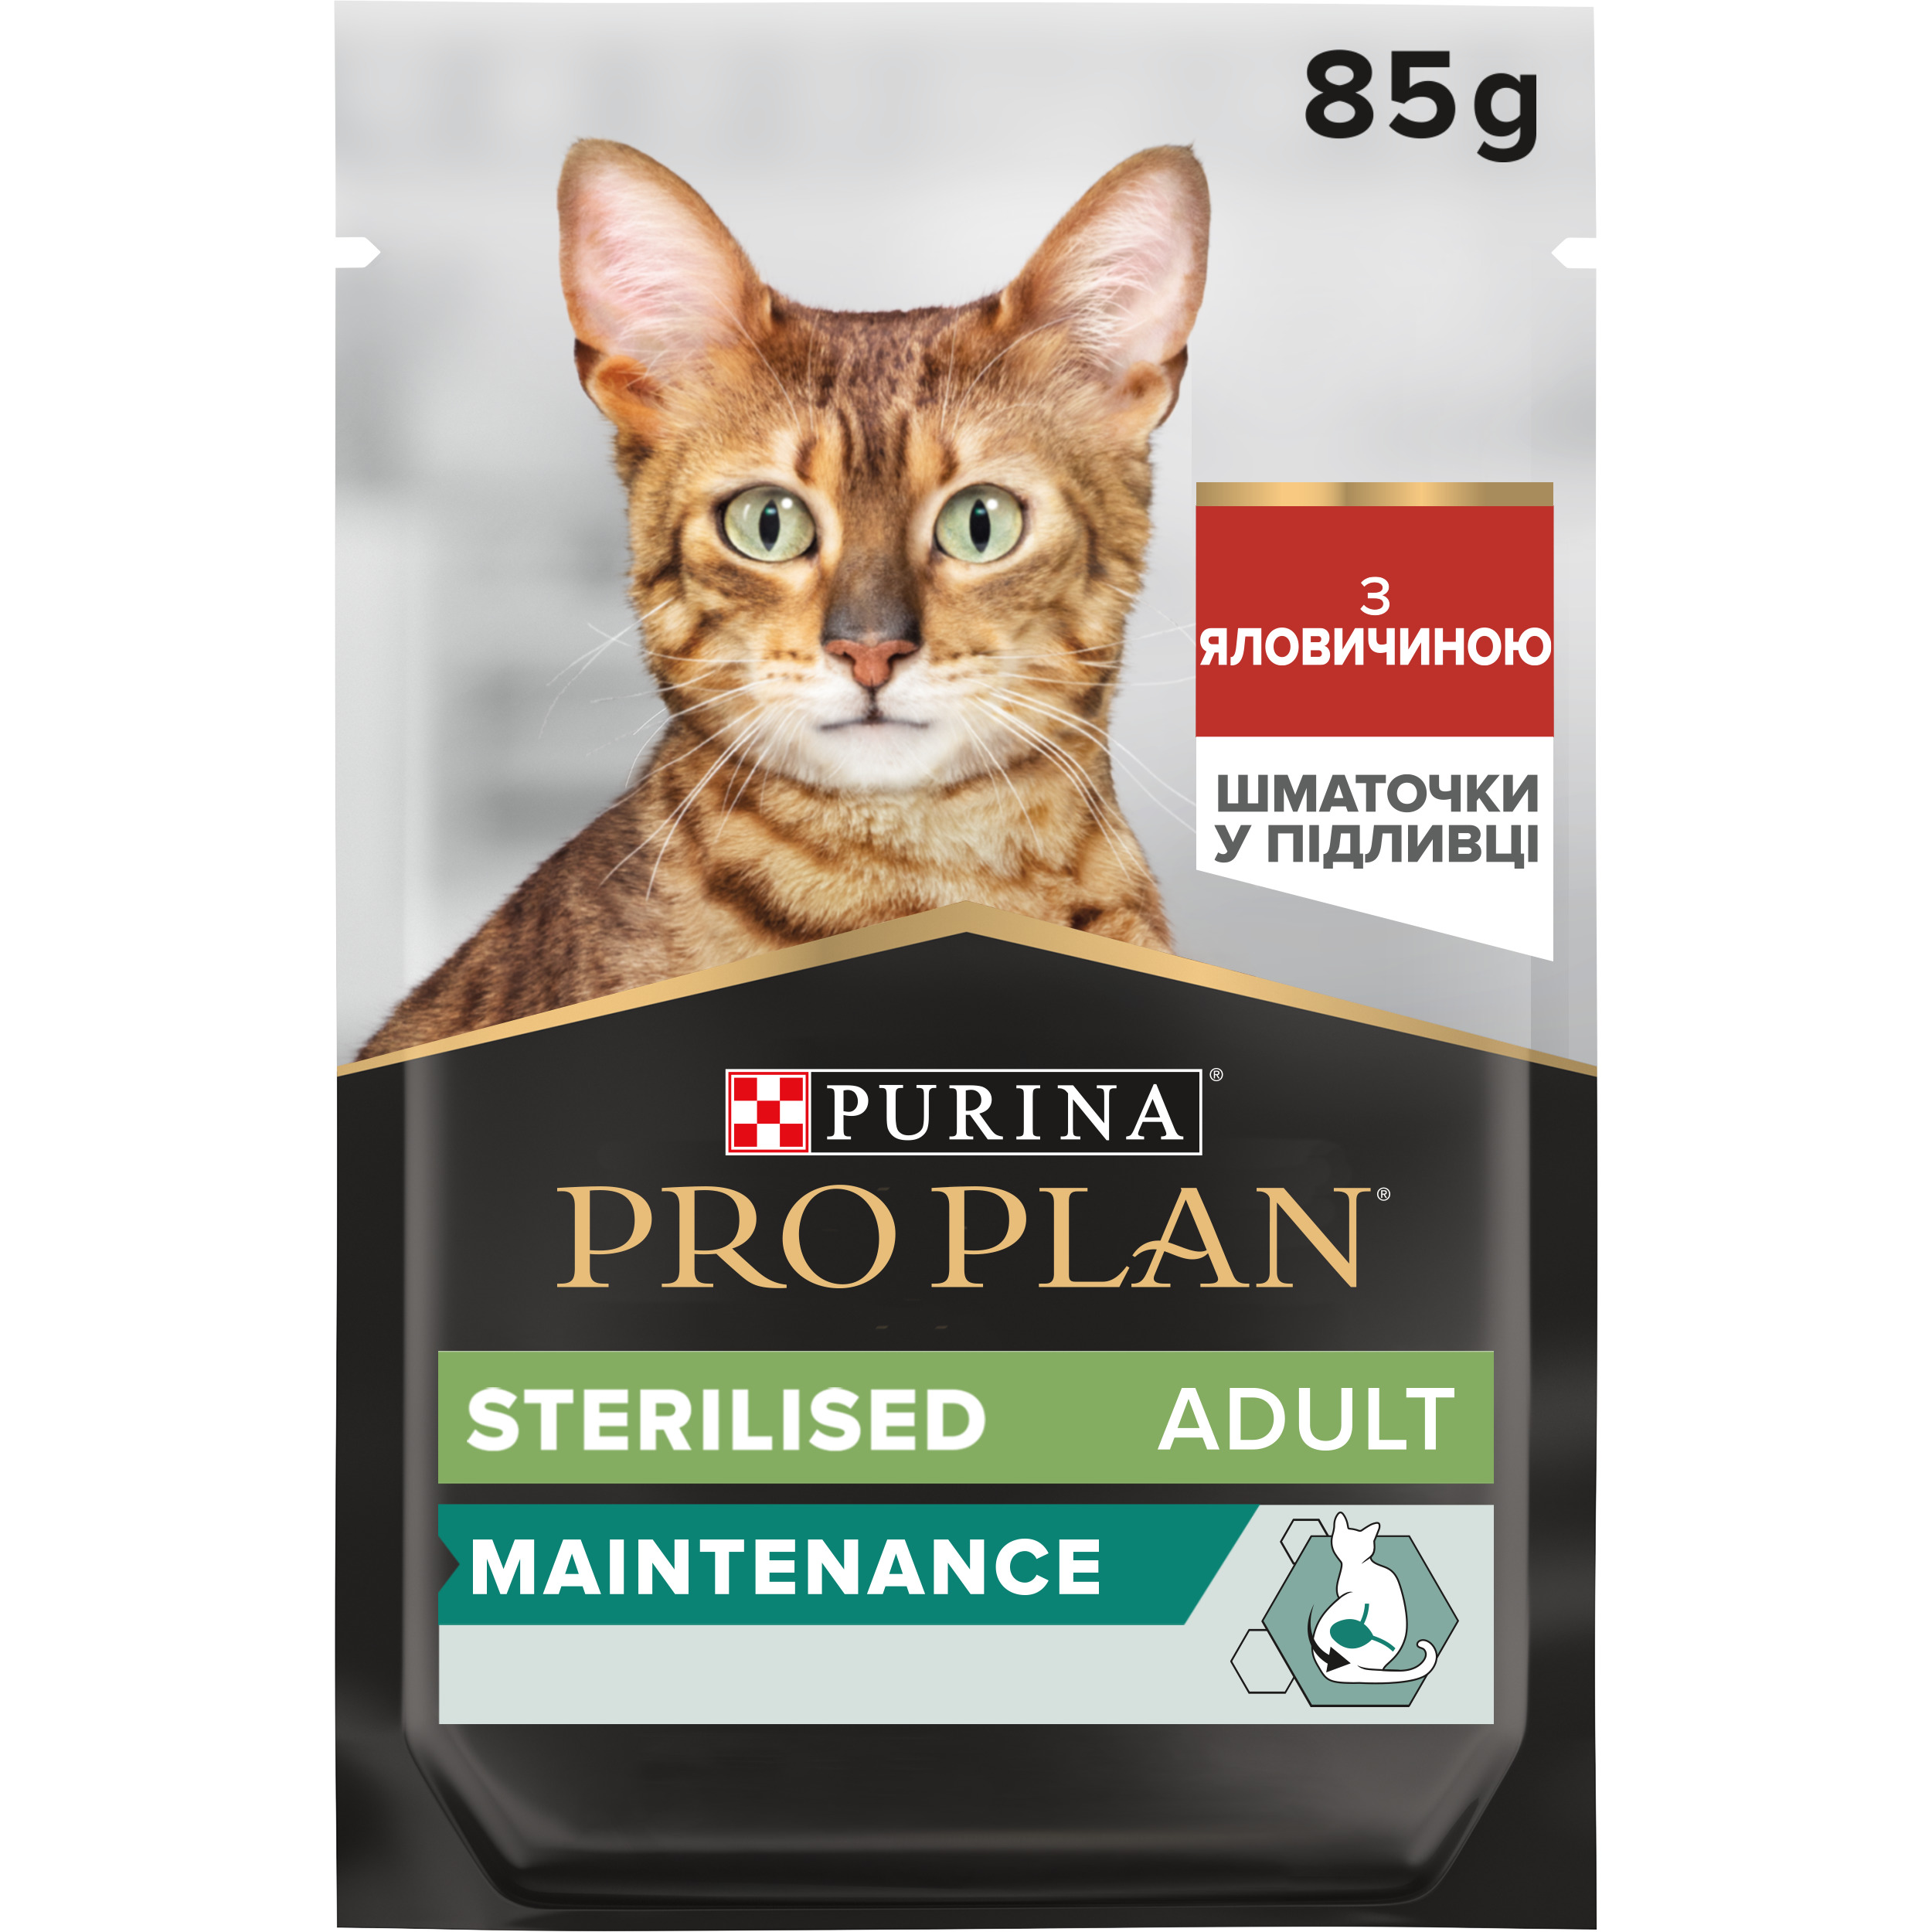 85g
З
ЯЛОВИЧИНОЮ
ШМАТОЧКИ
У ПІДЛИВЦІ
PURINA®
PRO PLAN®
STERILISED ADULT
MAINTENANCE